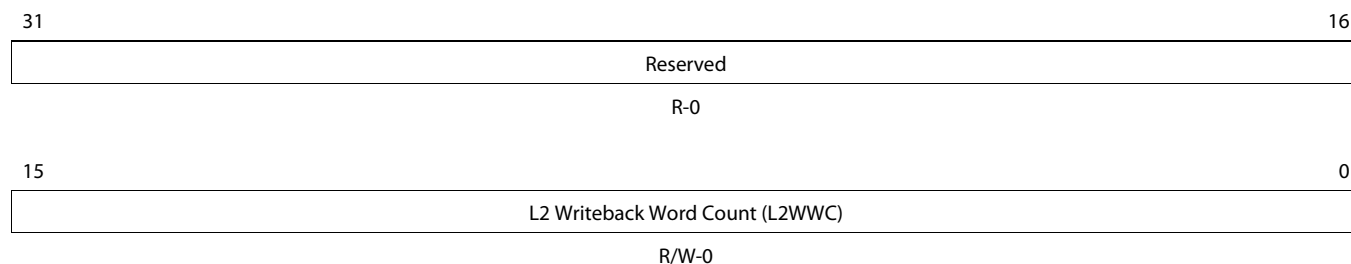 31 16
Reserved
R-0
15 0
L2 Writeback Word Count (L2WWC)
R/W-0